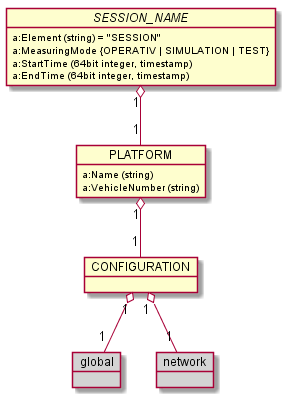 SESSION_NAME
a:Element (string) = "SESSION"
a:MeasuringMode {OPERATIV | SIMULATION | TEST}
a:StartTime (64bit integer, timestamp)
a:EndTime (64bit integer, timestamp)
1
1
PLATFORM
a:Name (string)
a:VehicleNumber (string)
1
1
CONFIGURATION
1 1
1 1
global network